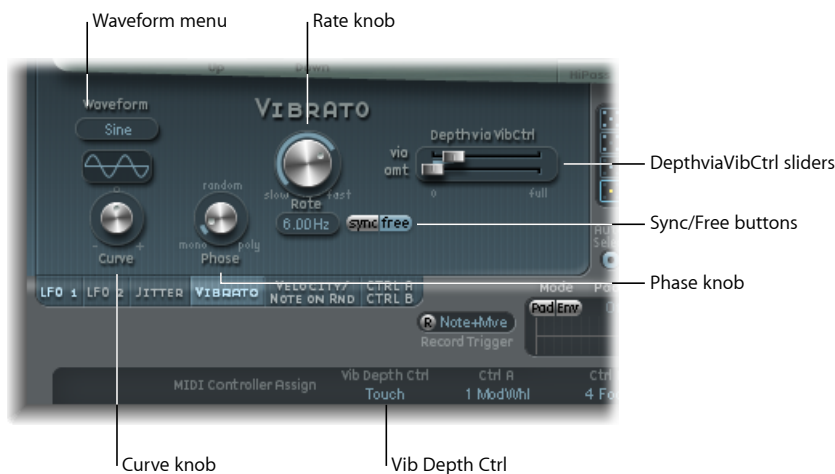 Waveform menu
Rate knob
up down
HiPass
Waveform
VIBRATO
Sine
Depth via VibCtrl
via
amt
DepthviaVibCtrl sliders
random
slow fast
0 full
Rate
6.00Hz
sync free
Sync/Free buttons
- +
mono poly
Curve
Phase
Phase knob
LFO 1 LFO 2 JITTER VIBRATO VELOCITY/ NOTE ON RND CTRL A CTRL B
Mode
Pad Env
R Note+Mve
Record Trigger
MIDI Controller Assign
Vib Depth Ctrl Ctrl A
Touch 1 ModWhl
Curve knob
Vib Depth Ctrl